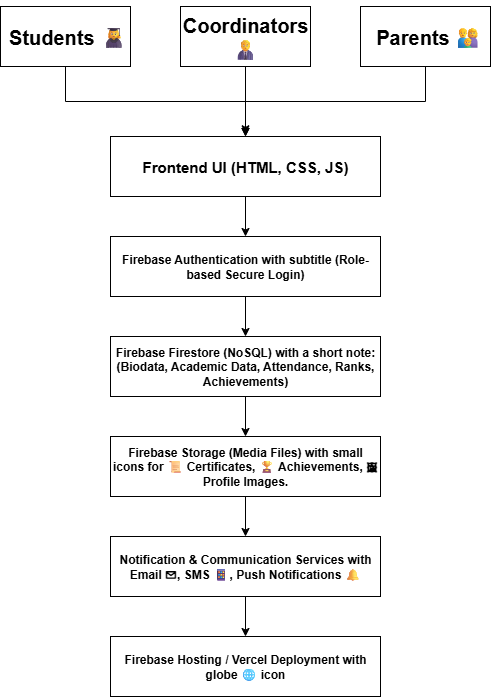 Students 👨‍🎓
Coordinators
👨‍💼
Parents 👨‍👩‍👦
Frontend UI (HTML, CSS, JS)
Firebase Authentication with subtitle (Role-
based Secure Login)
Firebase Firestore (NoSQL) with a short note:
(Biodata, Academic Data, Attendance, Ranks,
Achievements)
Firebase Storage (Media Files) with small
icons for 📜 Certificates, 🏆 Achievements, 🖼
Profile Images.
Notification & Communication Services with
Email ✉, SMS 📱, Push Notifications 🔔
Firebase Hosting / Vercel Deployment with
globe 🌐 icon